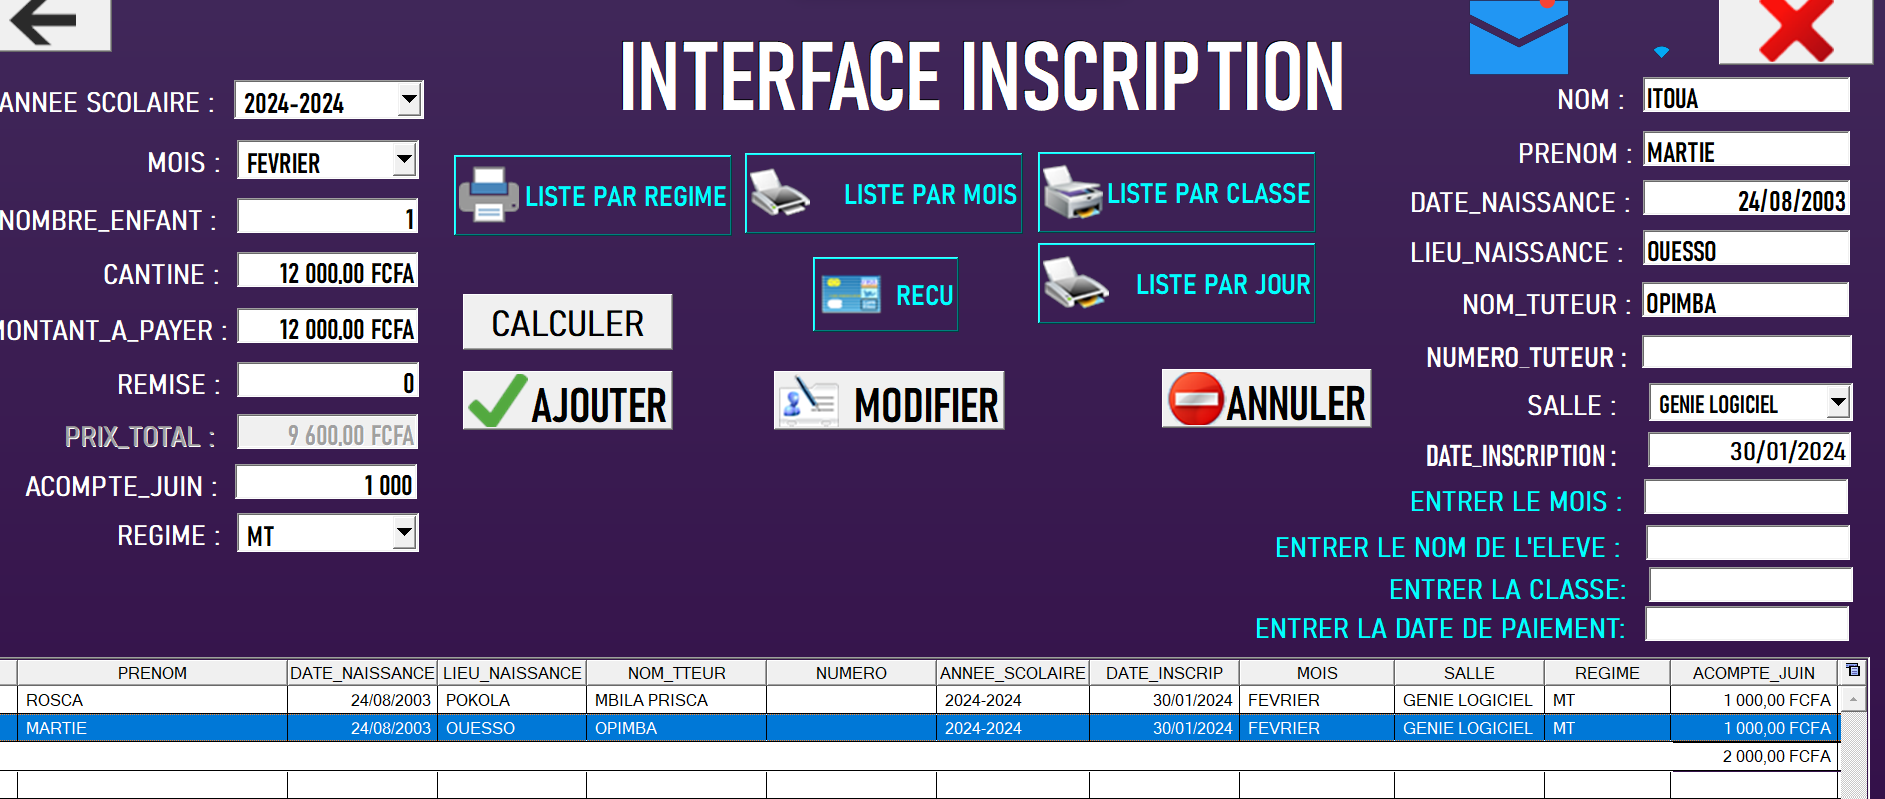 INTERFACE INSCRIPTION
ANNEE SCOLAIRE : 2024-2024
MOIS : FEVRIER
NOMBRE_ENFANT : 1
CANTINE : 12 000,00 FCFA
MONTANT_A_PAYER : 12 000,00 FCFA
REMISE : 0
PRIX_TOTAL : 9 600,00 FCFA
ACOMPTE_JUIN : 1 000
REGIME : MT
LISTE PAR REGIME
LISTE PAR MOIS
LISTE PAR CLASSE
RECU
LISTE PAR JOUR
CALCULER
AJOUTER
MODIFIER
ANNULER
NOM : ITOUA
PRENOM : MARTIE
DATE_NAISSANCE : 24/08/2003
LIEU_NAISSANCE : OUESSO
NOM_TUTEUR : OPIMBA
NUMERO_TUTEUR :
SALLE : GENIE LOGICIEL
DATE_INSCRIPTION : 30/01/2024
ENTRER LE MOIS :
ENTRER LE NOM DE L'ELEVE :
ENTRER LA CLASSE:
ENTRER LA DATE DE PAIEMENT:
PRENOM DATE_NAISSANCE LIEU_NAISSANCE NOM_TTEUR NUMERO ANNEE_SCOLAIRE DATE_INSCRIP MOIS SALLE REGIME ACOMPTE_JUIN
ROSCA 24/08/2003 POKOLA MBILA PRISCA 2024-2024 30/01/2024 FEVRIER GENIE LOGICIEL MT 1 000,00 FCFA
MARTIE 24/08/2003 OUESSO OPIMBA 2024-2024 30/01/2024 FEVRIER GENIE LOGICIEL MT 1 000,00 FCFA
2 000,00 FCFA